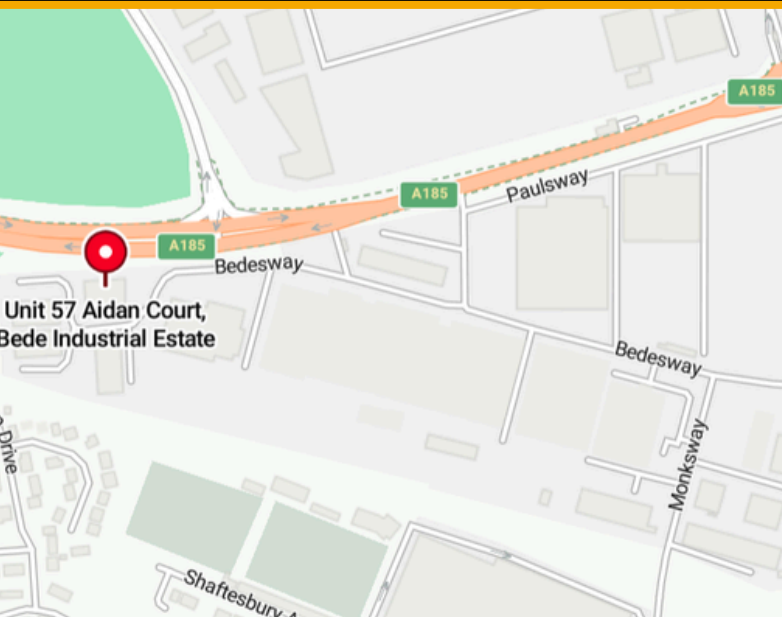 A185
A185
Paulsway
A185
Bedesway
Unit 57 Aidan Court,
Bede Industrial Estate
Bedesway
Drive
Monksway
Shaftesbury